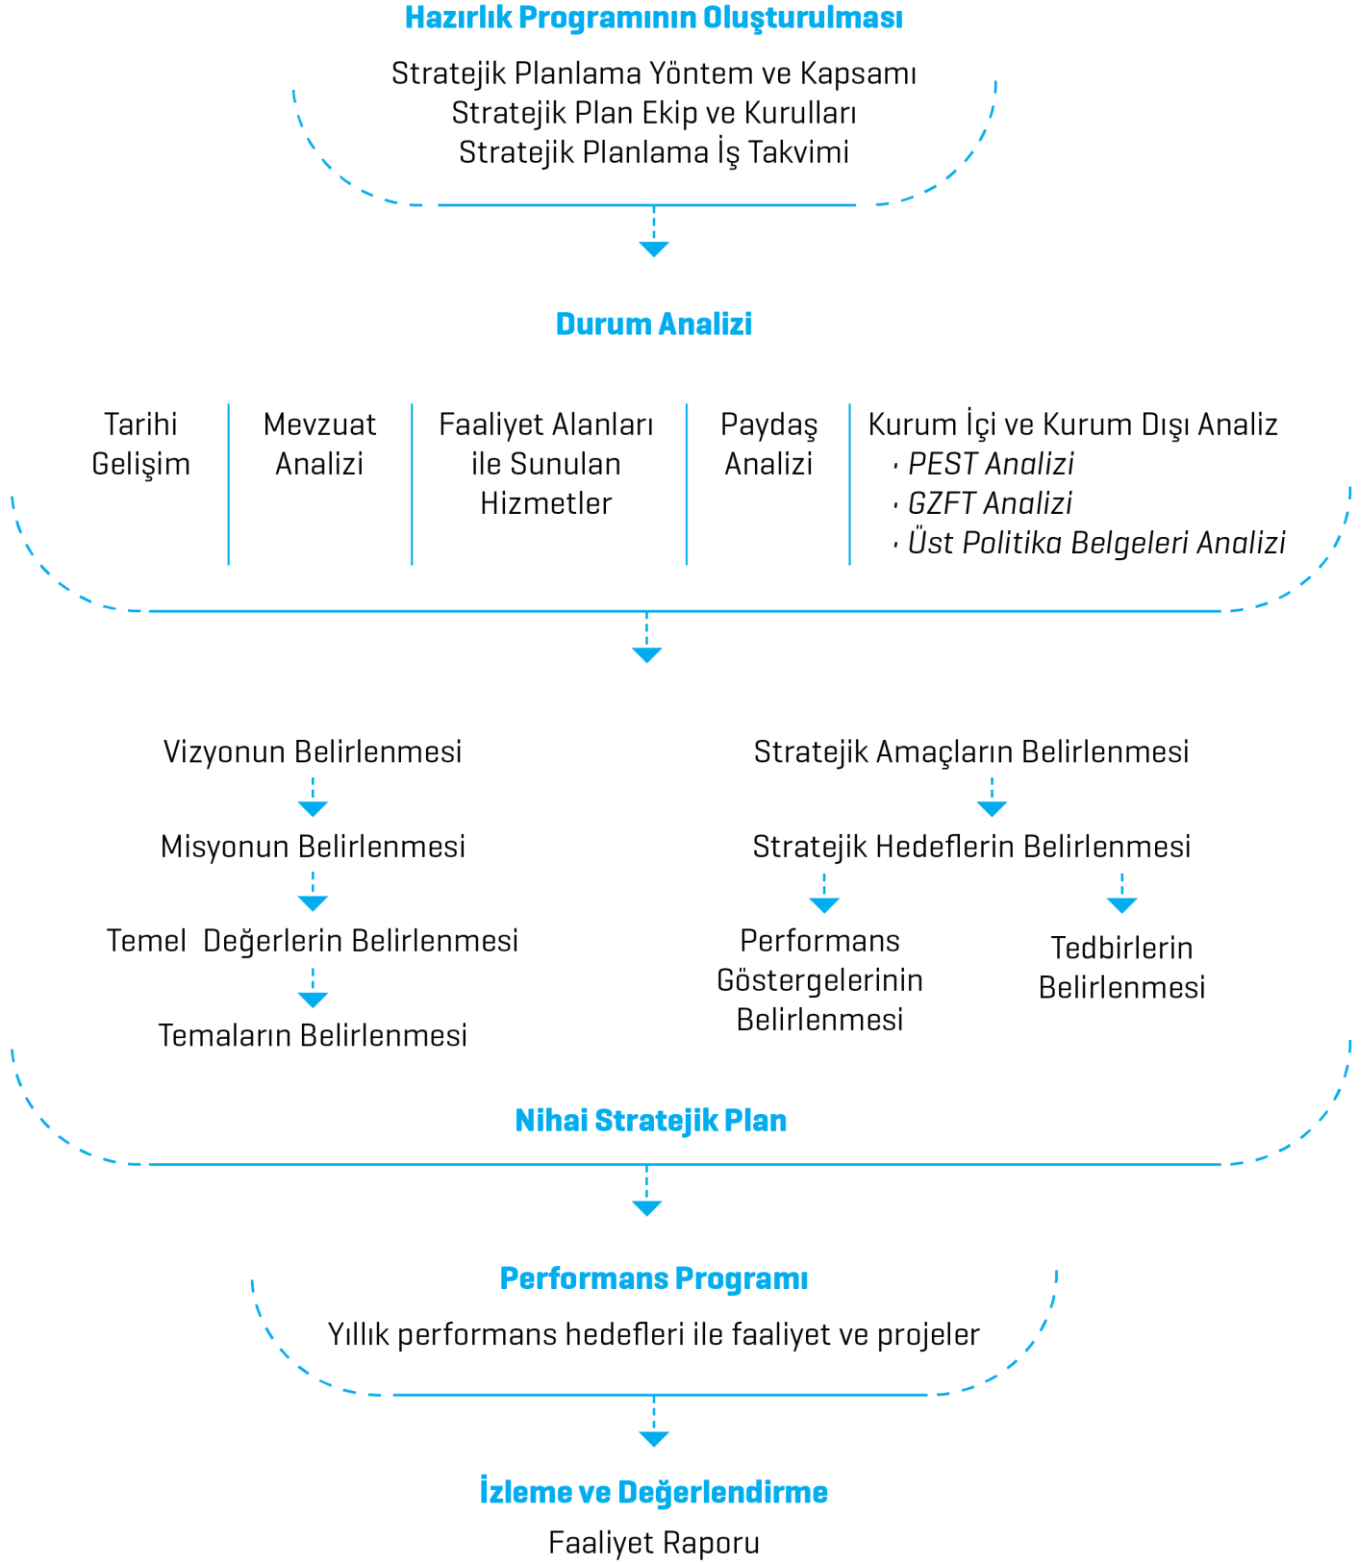 Hazırlık Programının Oluşturulması
Stratejik Planlama Yöntem ve Kapsamı
Stratejik Plan Ekip ve Kurulları
Stratejik Planlama İş Takvimi
Durum Analizi
Tarihi
Gelişim
Mevzuat
Analizi
Faaliyet Alanları
ile Sunulan
Hizmetler
Paydaş
Analizi
Kurum İçi ve Kurum Dışı Analiz
· PEST Analizi
· GZFT Analizi
· Üst Politika Belgeleri Analizi
Vizyonun Belirlenmesi
Misyonun Belirlenmesi
Temel Değerlerin Belirlenmesi
Temaların Belirlenmesi
Stratejik Amaçların Belirlenmesi
Stratejik Hedeflerin Belirlenmesi
Performans
Göstergelerinin
Belirlenmesi
Tedbirlerin
Belirlenmesi
Nihai Stratejik Plan
Performans Programı
Yıllık performans hedefleri ile faaliyet ve projeler
İzleme ve Değerlendirme
Faaliyet Raporu